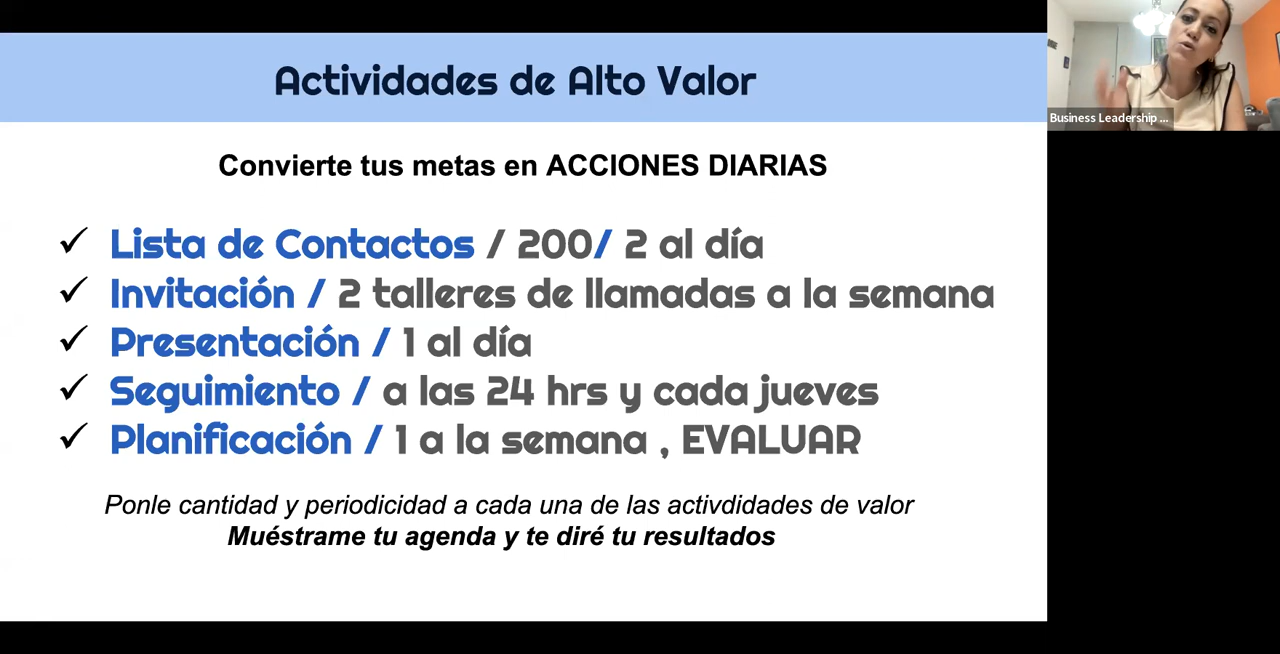 Actividades de Alto Valor
Business Leadership ...
Convierte tus metas en ACCIONES DIARIAS
✓ Lista de Contactos / 200/ 2 al día
✓ Invitación / 2 talleres de llamadas a la semana
✓ Presentación / 1 al día
✓ Seguimiento / a las 24 hrs y cada jueves
✓ Planificación / 1 a la semana , EVALUAR
Ponle cantidad y periodicidad a cada una de las activdidades de valor
Muéstrame tu agenda y te diré tu resultados